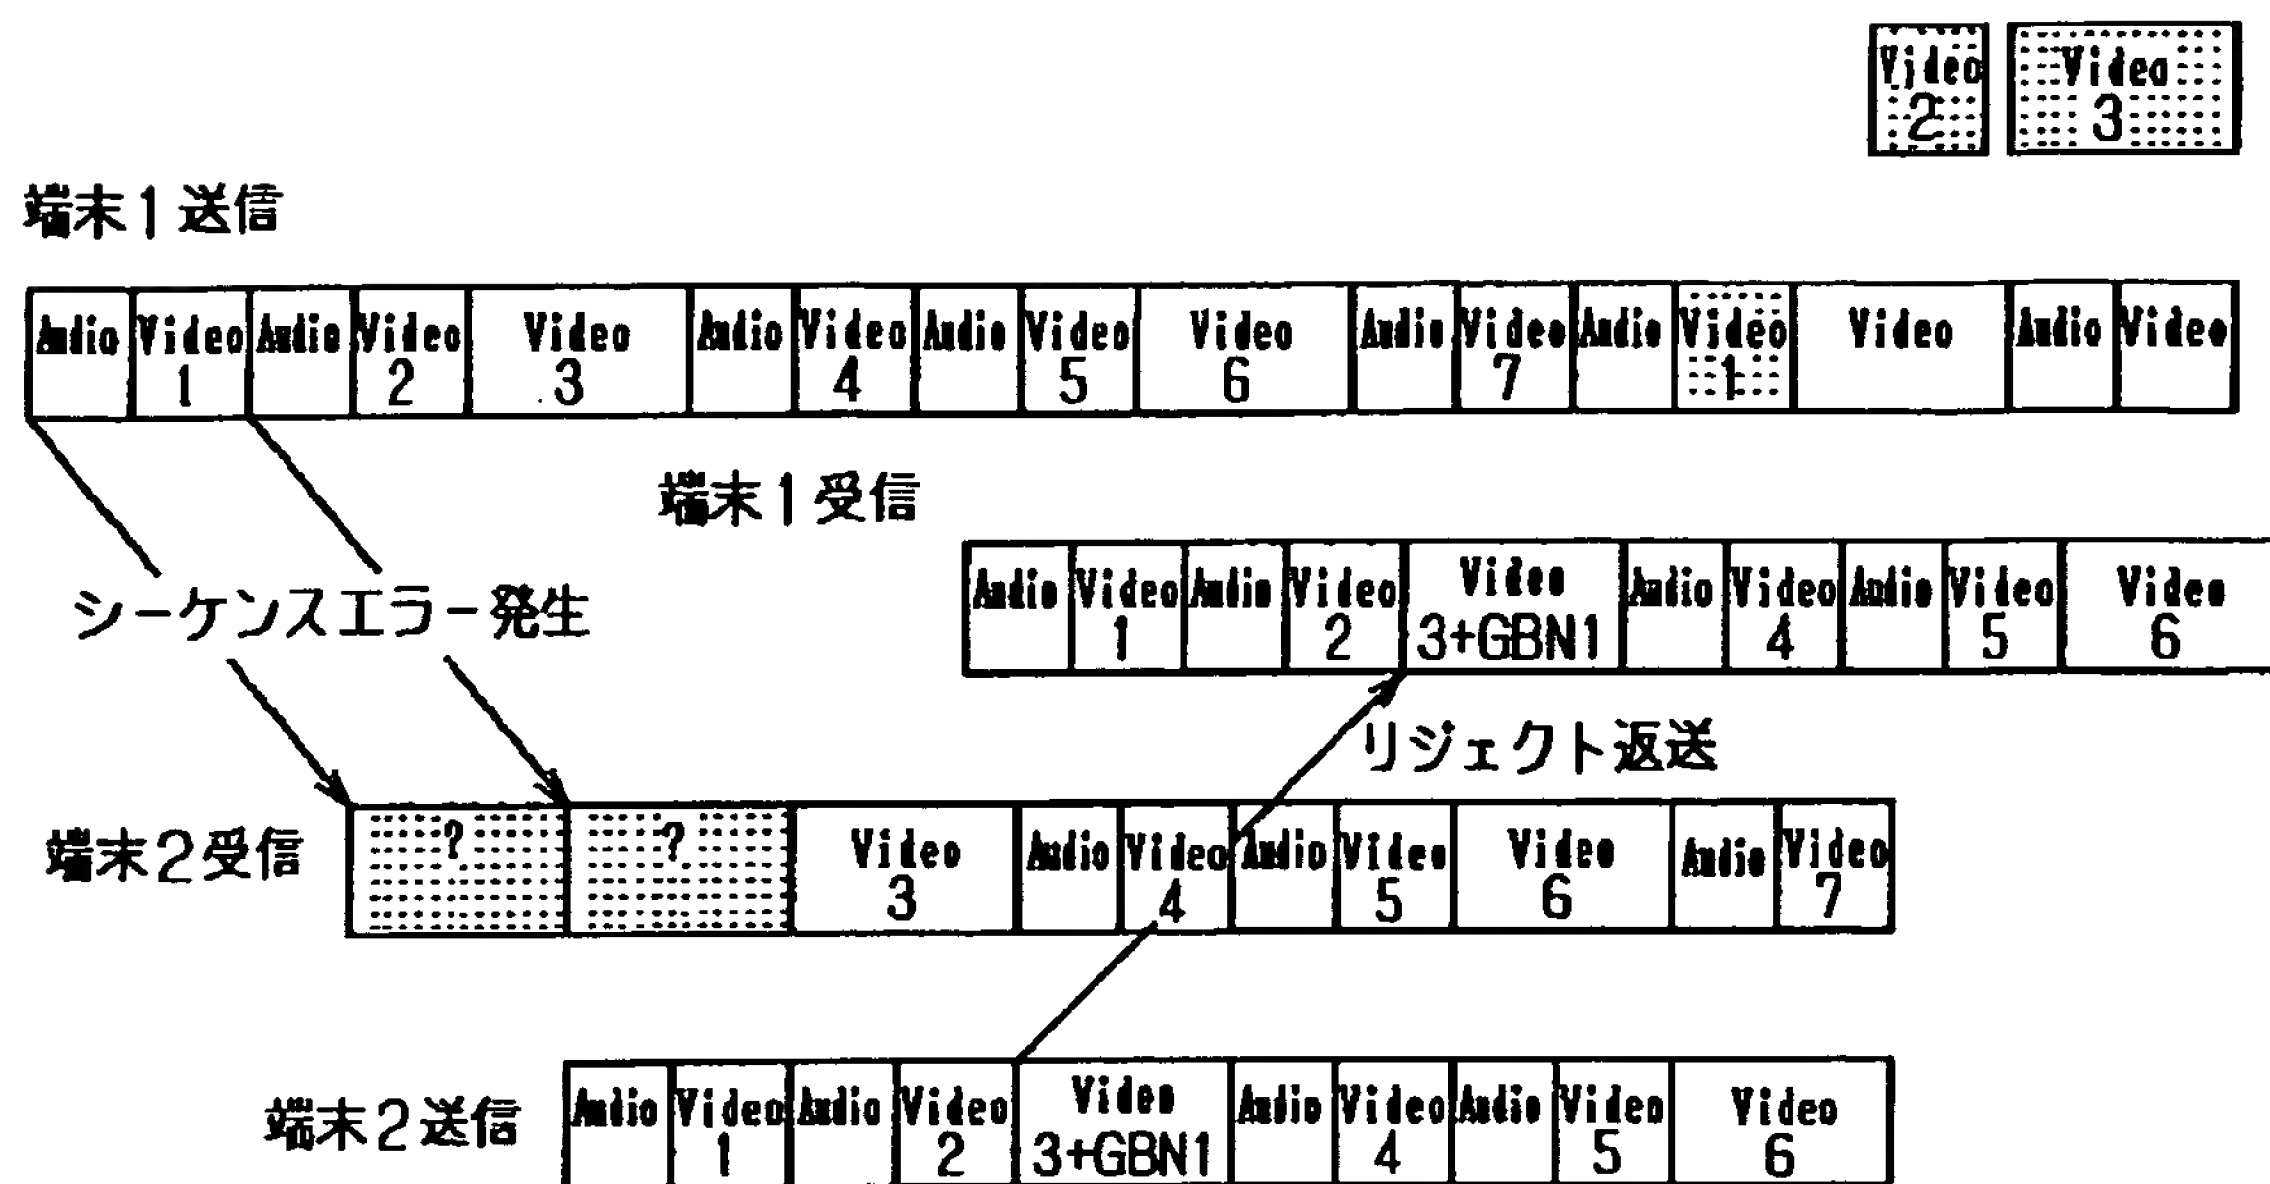 Video Video
2 3
端末1送信
Audio Video Audio Video Video Audio Video Audio Video Video Audio Video Audio Video Video Audio Video
1 2 3 4 5 6 7 1
端末1受信
Audio Video Audio Video Video Audio Video Audio Video Video
1 2 3+GBN1 4 5 6
シーケンスエラー発生
リジェクト返送
端末2受信
? ? Video Audio Video Audio Video Video Audio Video
3 4 5 6 7
端末2送信
Audio Video Audio Video Video Audio Video Audio Video Video
1 2 3+GBN1 4 5 6